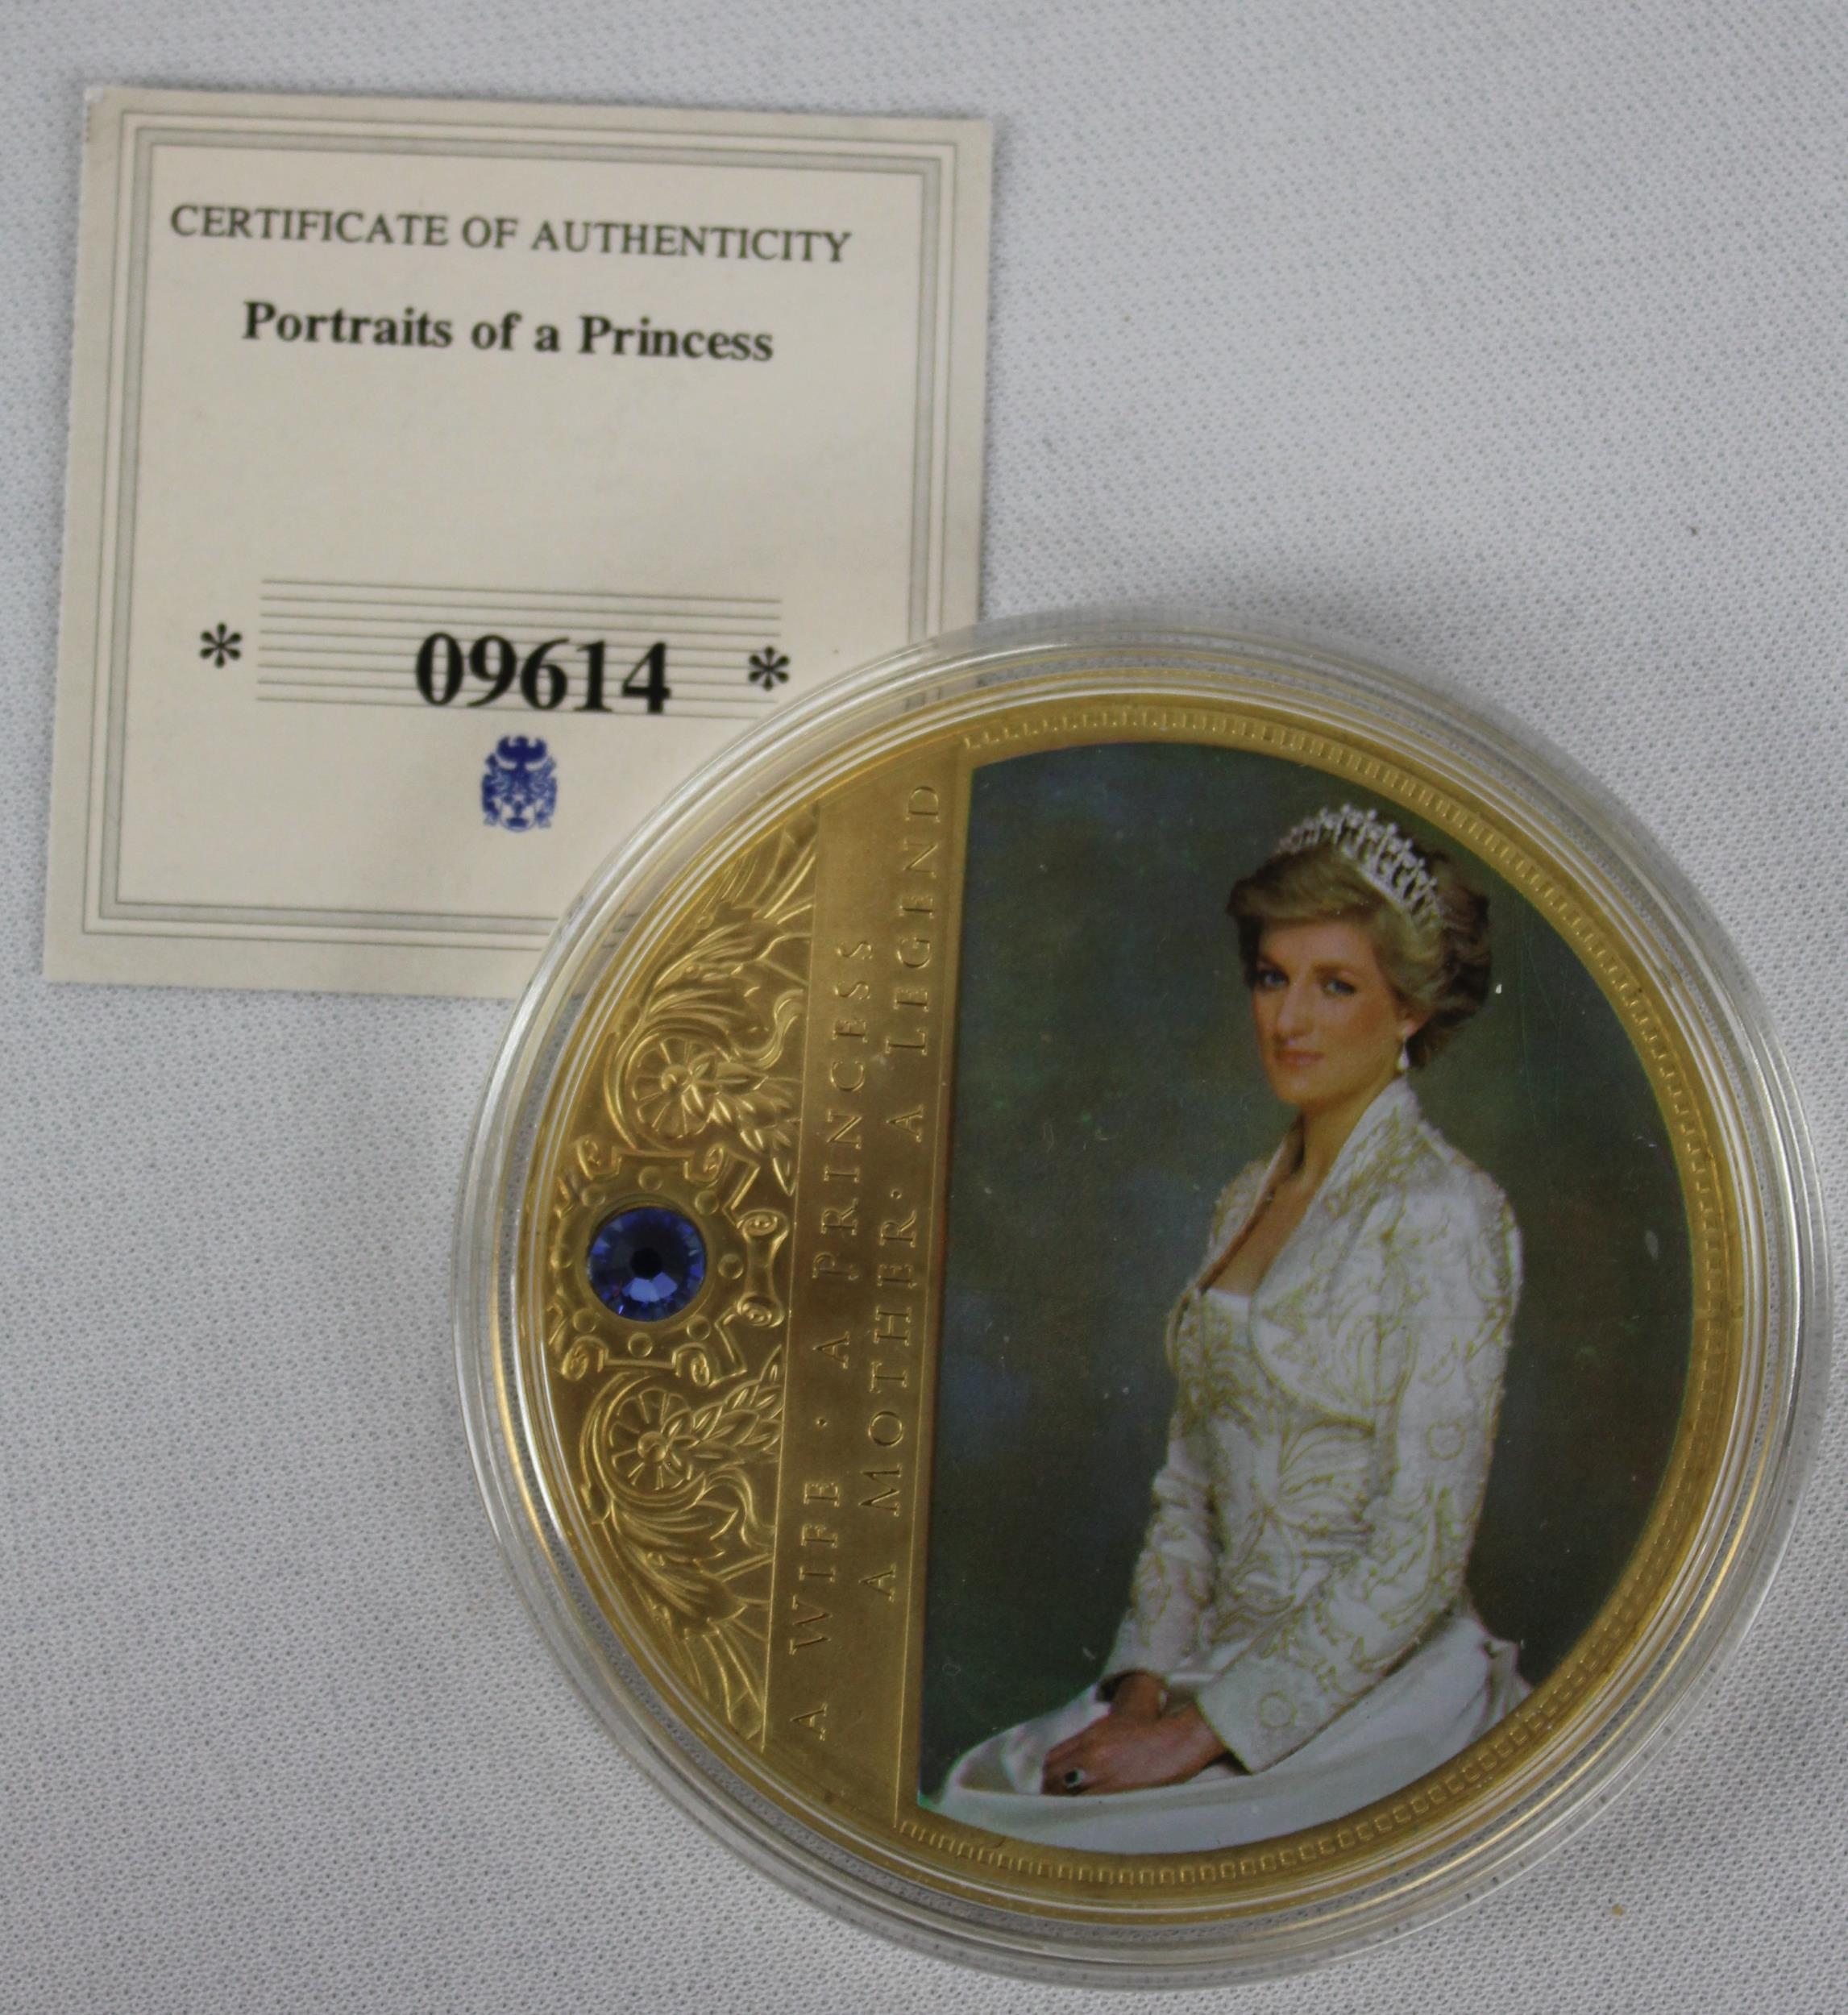 CERTIFICATE OF AUTHENTICITY
Portraits of a Princess
* 09614 *
A WIFE · A PRINCESS
A MOTHER · A LEGEND